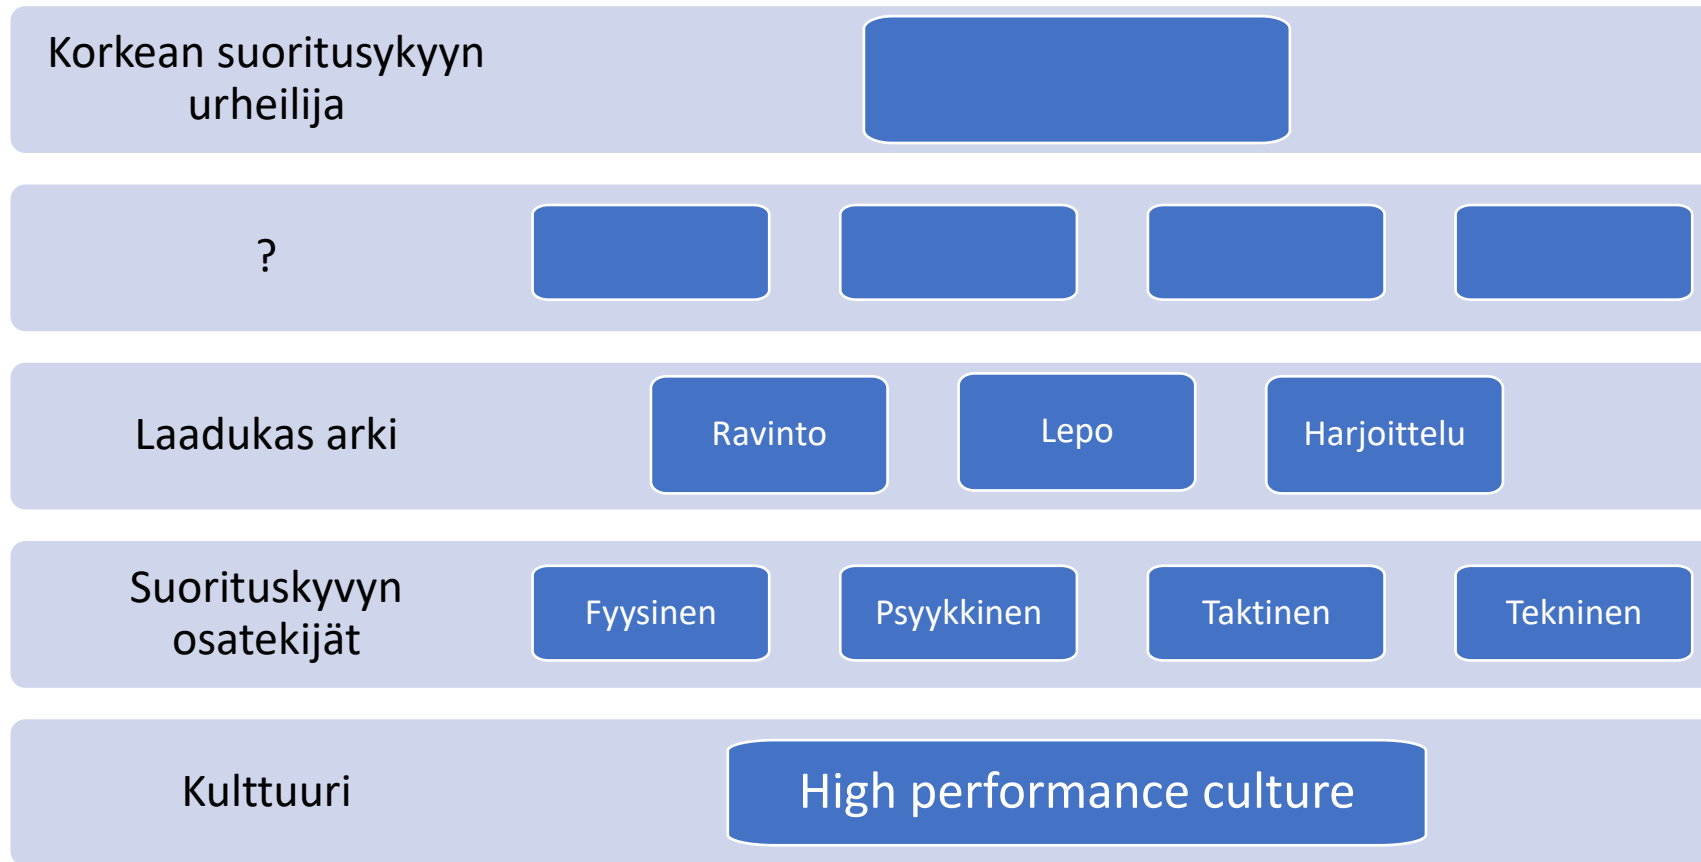 Korkean suoritusykyyn
urheilija
?
Laadukas arki
Ravinto
Lepo
Harjoittelu
Suorituskyvyn
osatekijät
Fyysinen
Psyykkinen
Taktinen
Tekninen
Kulttuuri
High performance culture